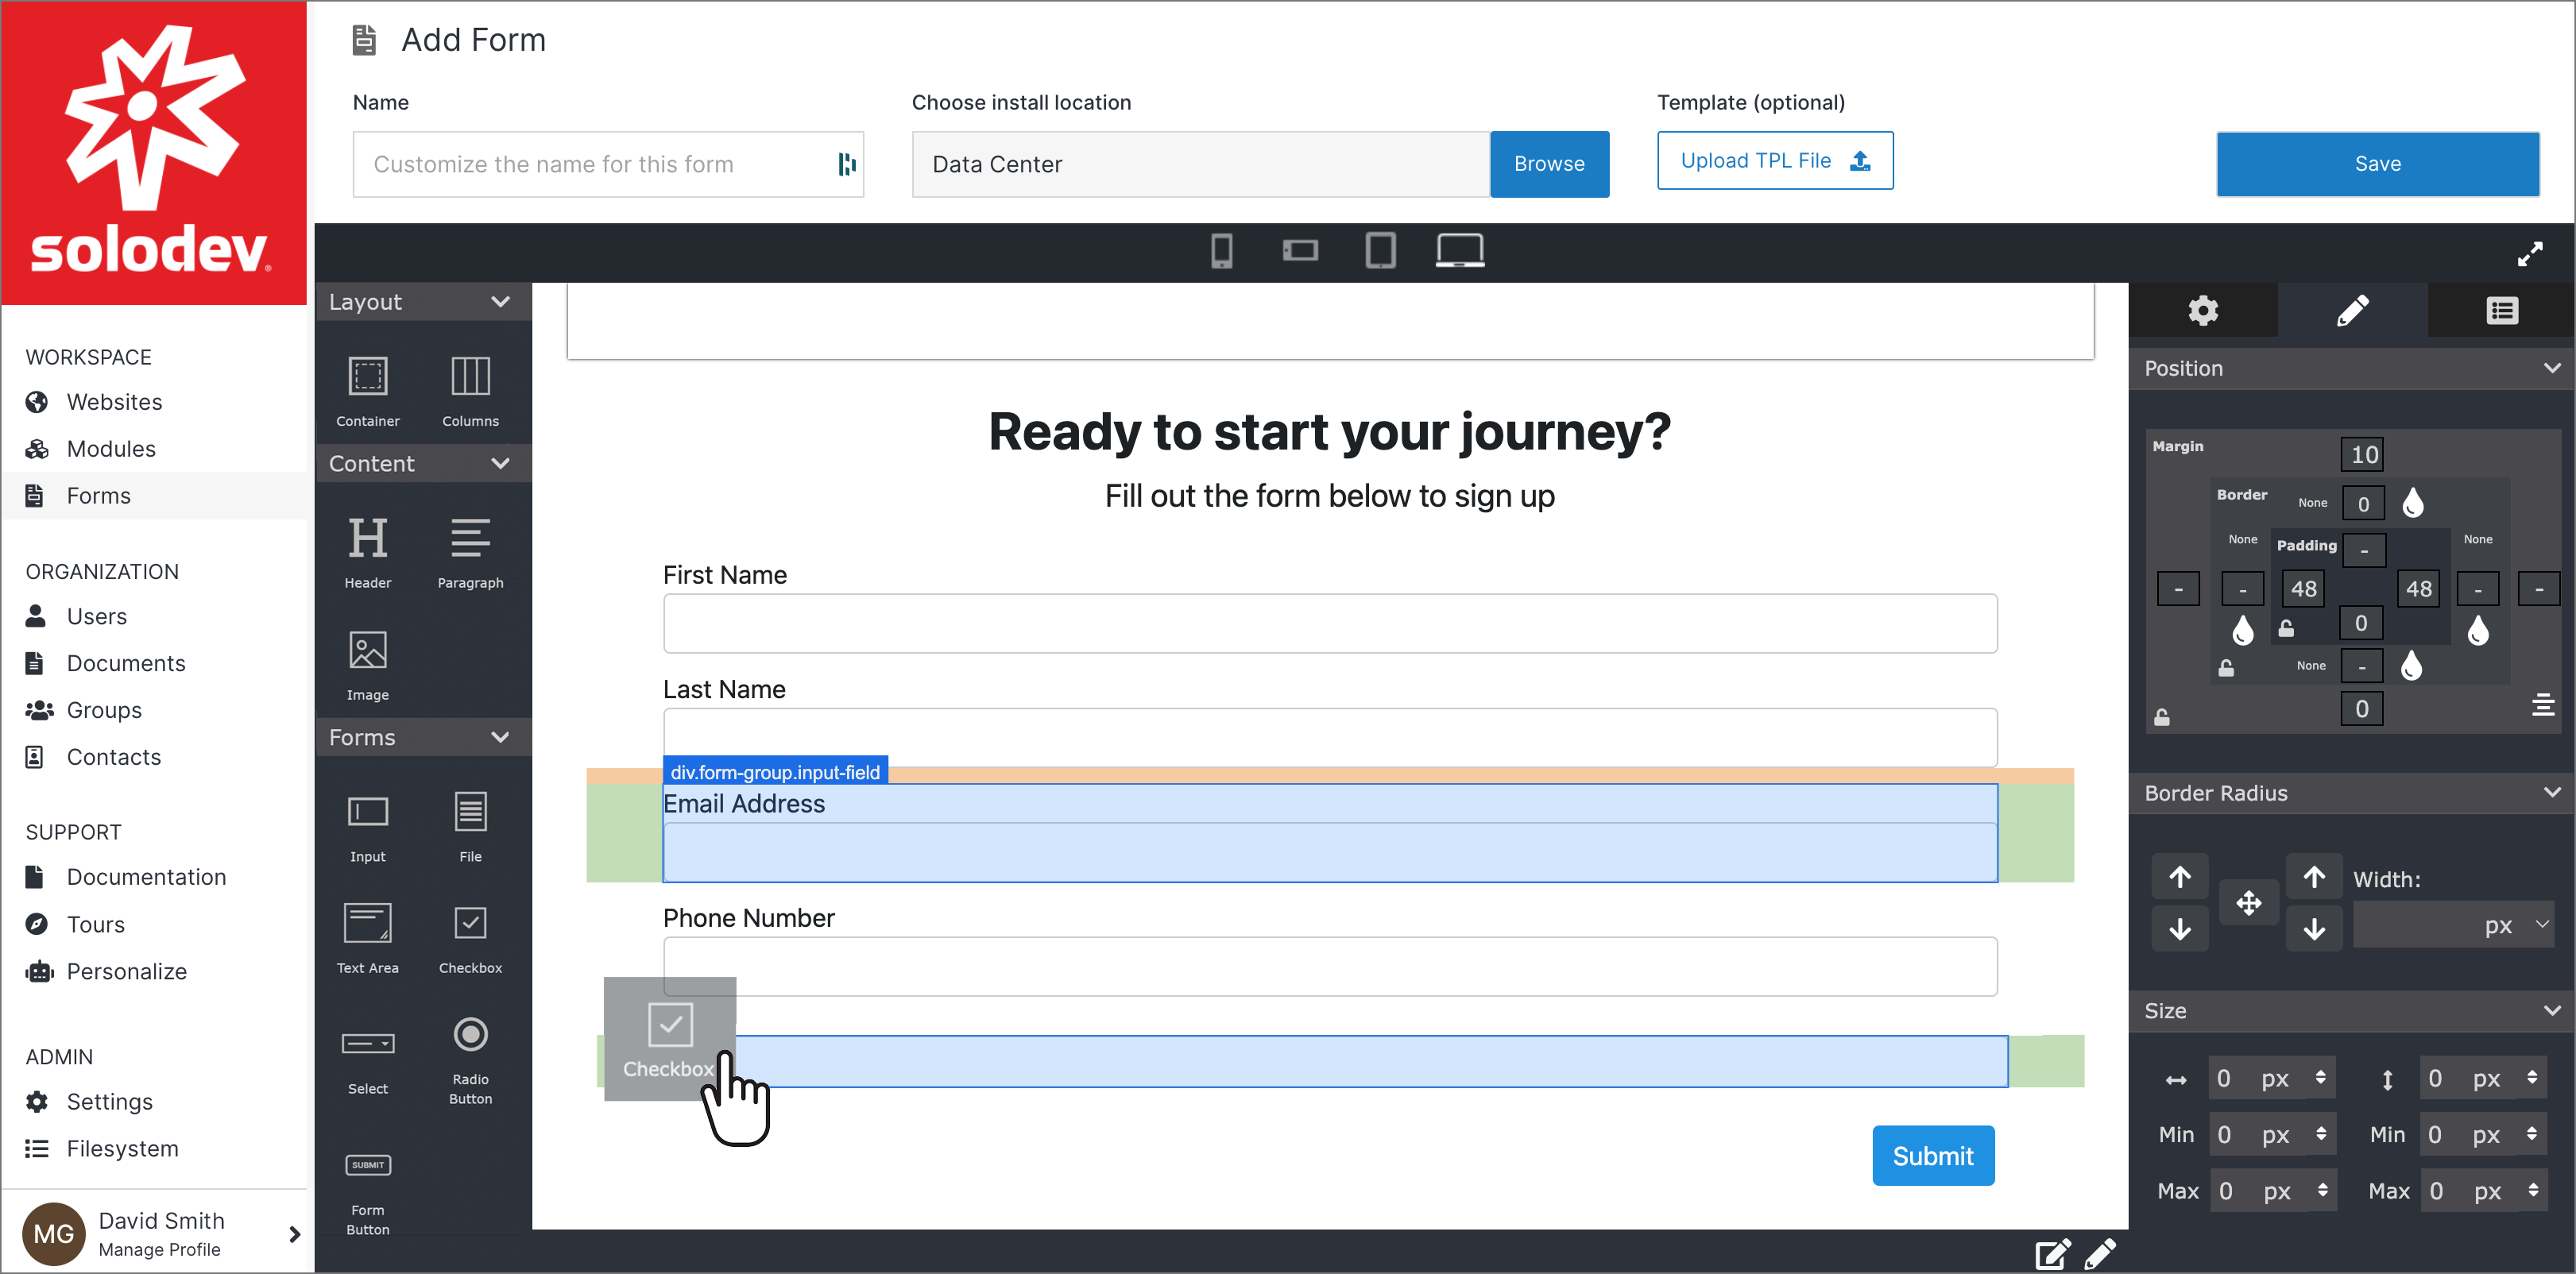 solodev
WORKSPACE
Websites
Modules
Forms
ORGANIZATION
Users
Documents
Groups
Contacts
SUPPORT
Documentation
Tours
Personalize
ADMIN
Settings
Filesystem
MG
David Smith
Manage Profile
Add Form
Name
Choose install location
Template (optional)
Customize the name for this form
Data Center
Browse
Upload TPL File
Save
Layout
Container
Columns
Content
Header
Paragraph
Image
Forms
Input
File
Text Area
Checkbox
Select
Radio
Button
SUBMIT
Form
Button
Ready to start your journey?
Fill out the form below to sign up
First Name
Last Name
div.form-group.input-field
Email Address
Phone Number
Checkbox
Submit
Position
Margin
10
Border
None
0
None
Padding
-
None
-
-
48
48
-
-
0
None
-
0
Border Radius
Width:
px
Size
0 px
0 px
Min 0 px
Min 0 px
Max 0 px
Max 0 px